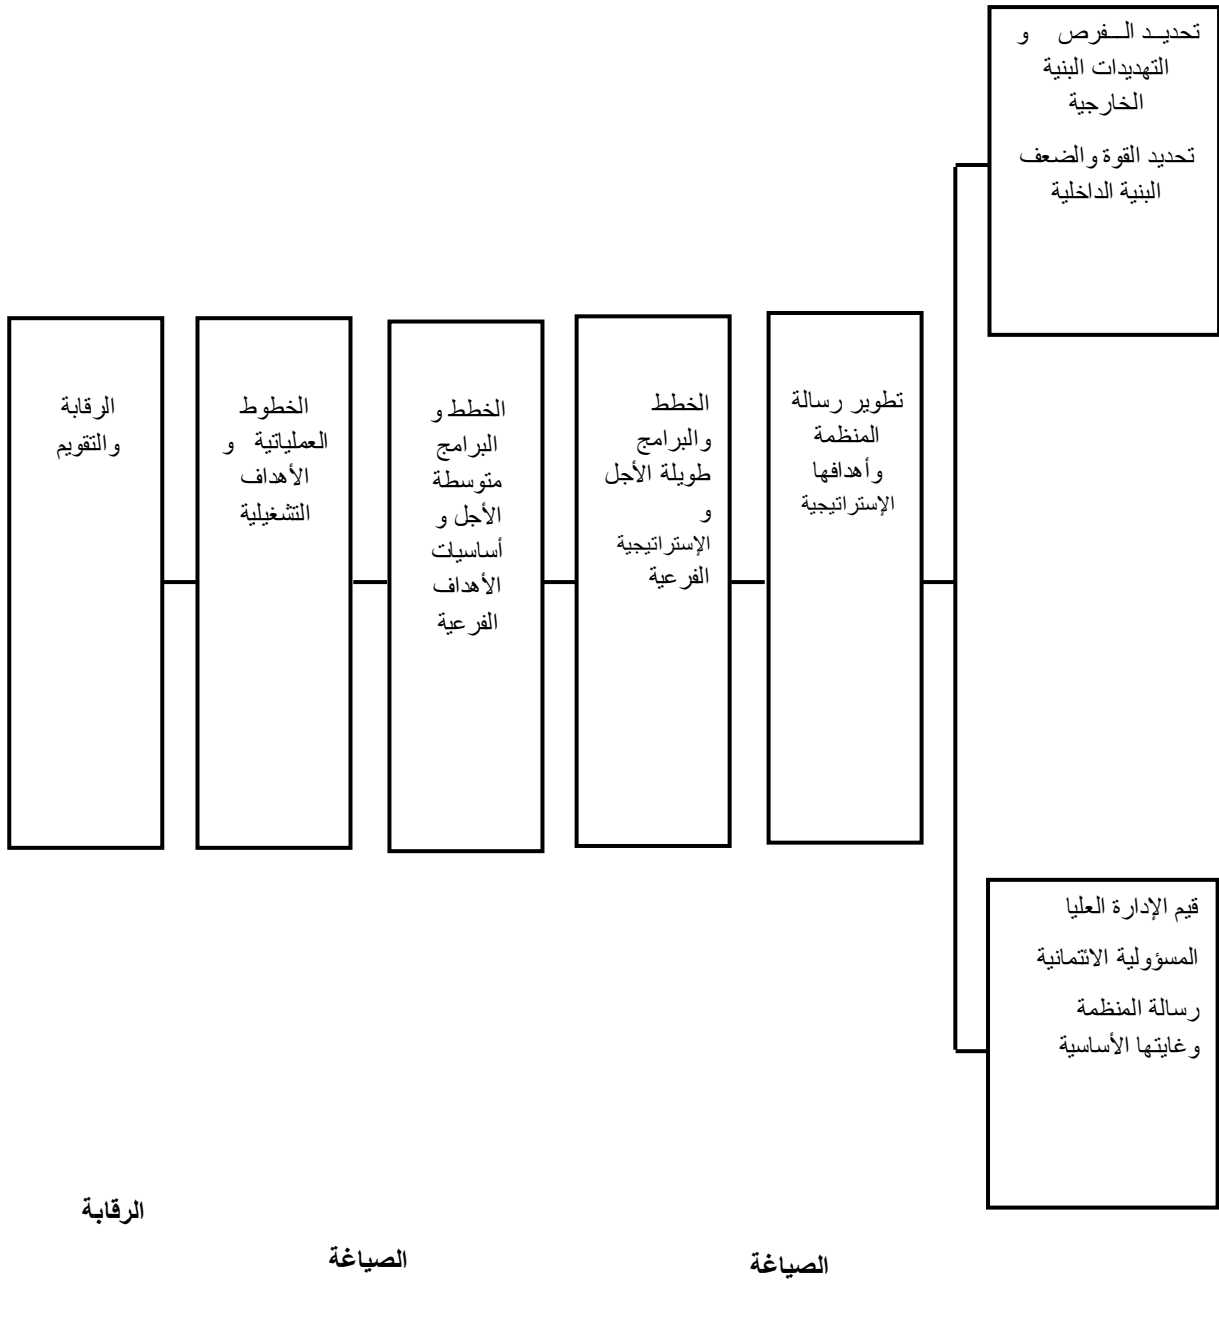 تحديــد الــفرص و
التهديدات البنية
الخارجية
تحديد القوة والضعف
البنية الداخلية
تطوير رسالة
المنظمة
وأهدافها
الإستراتيجية
الخطط
والبرامج
طويلة الأجل
و
الإستراتيجية
الفرعية
الخطط و
البرامج
متوسطة
الأجل و
أساسيات
الأهداف
الفرعية
الخطوط
العملياتية و
الأهداف
التشغيلية
الرقابة
والتقويم
قيم الإدارة العليا
المسؤولية الائتمانية
رسالة المنظمة
وغايتها الأساسية
الصياغة
الصياغة
الرقابة